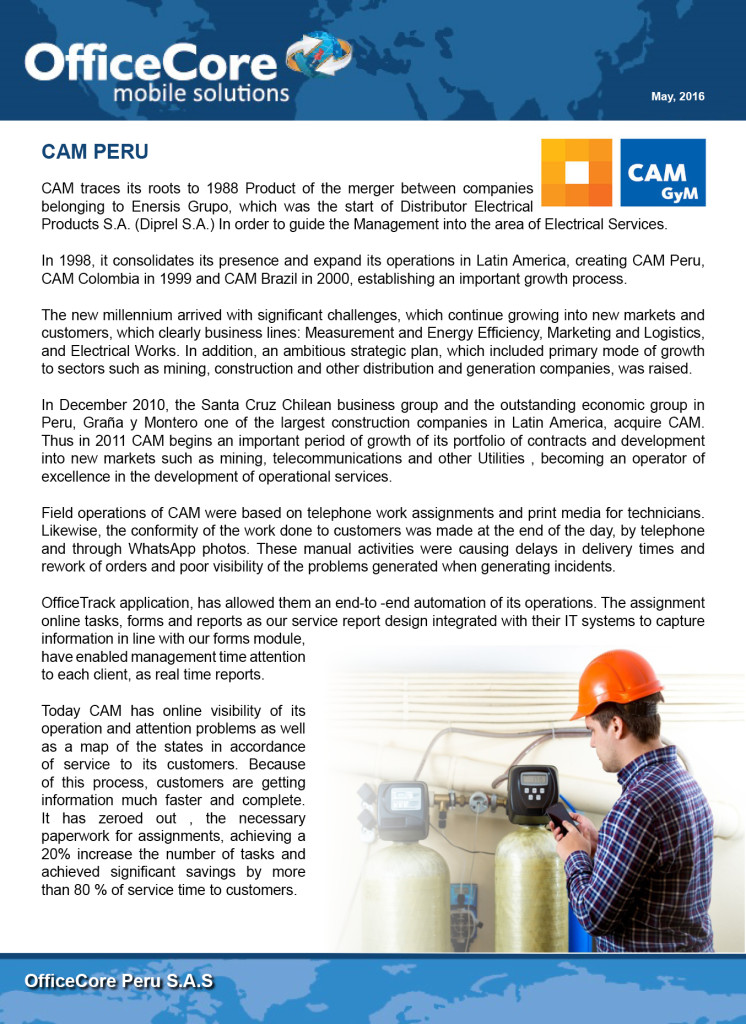 OfficeCore
mobile solutions
May, 2016
CAM PERU
CAM
GyM
CAM traces its roots to 1988 Product of the merger between companies
belonging to Enersis Grupo, which was the start of Distributor Electrical
Products S.A. (Diprel S.A.) In order to guide the Management into the area of Electrical Services.
In 1998, it consolidates its presence and expand its operations in Latin America, creating CAM Peru,
CAM Colombia in 1999 and CAM Brazil in 2000, establishing an important growth process.
The new millennium arrived with significant challenges, which continue growing into new markets and
customers, which clearly business lines: Measurement and Energy Efficiency, Marketing and Logistics,
and Electrical Works. In addition, an ambitious strategic plan, which included primary mode of growth
to sectors such as mining, construction and other distribution and generation companies, was raised.
In December 2010, the Santa Cruz Chilean business group and the outstanding economic group in
Peru, Graña y Montero one of the largest construction companies in Latin America, acquire CAM.
Thus in 2011 CAM begins an important period of growth of its portfolio of contracts and development
into new markets such as mining, telecommunications and other Utilities , becoming an operator of
excellence in the development of operational services.
Field operations of CAM were based on telephone work assignments and print media for technicians.
Likewise, the conformity of the work done to customers was made at the end of the day, by telephone
and through WhatsApp photos. These manual activities were causing delays in delivery times and
rework of orders and poor visibility of the problems generated when generating incidents.
OfficeTrack application, has allowed them an end-to -end automation of its operations. The assignment
online tasks, forms and reports as our service report design integrated with their IT systems to capture
information in line with our forms module,
have enabled management time attention
to each client, as real time reports.
Today CAM has online visibility of its
operation and attention problems as well
as a map of the states in accordance
of service to its customers. Because
of this process, customers are getting
information much faster and complete.
It has zeroed out , the necessary
paperwork for assignments, achieving a
20% increase the number of tasks and
achieved significant savings by more
than 80 % of service time to customers.
OfficeCore Peru S.A.S